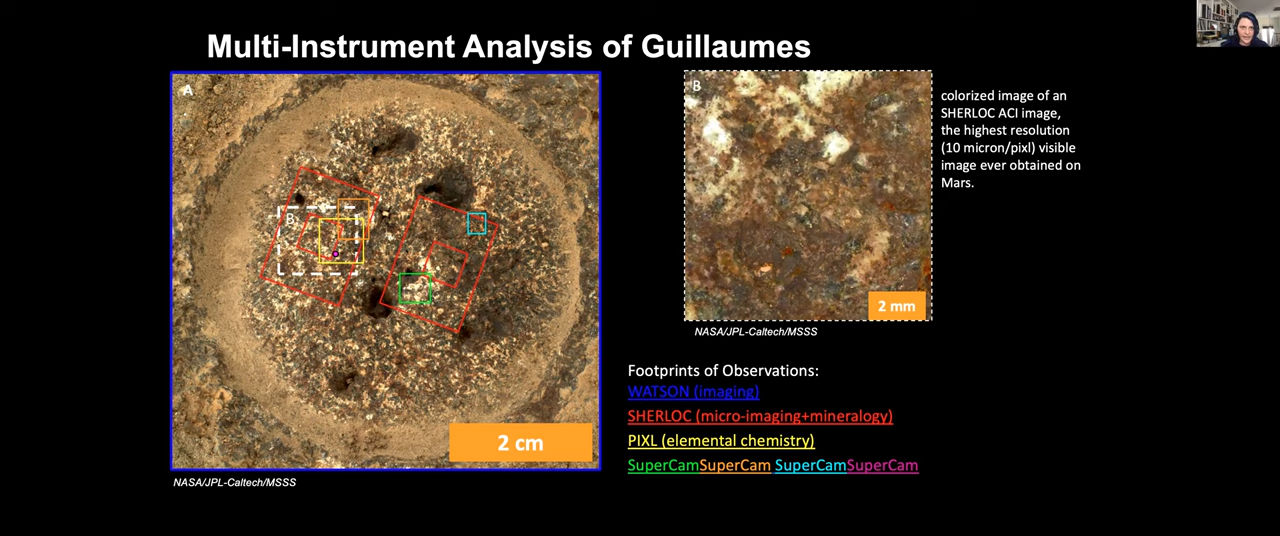 Multi-Instrument Analysis of Guillaumes
A
B
2 cm
NASA/JPL-Caltech/MSSS
B
2 mm
NASA/JPL-Caltech/MSSS
colorized image of an
SHERLOC ACI image,
the highest resolution
(10 micron/pixl) visible
image ever obtained on
Mars.
Footprints of Observations:
WATSON (imaging)
SHERLOC (micro-imaging+mineralogy)
PIXL (elemental chemistry)
SuperCamSuperCam SuperCamSuperCam